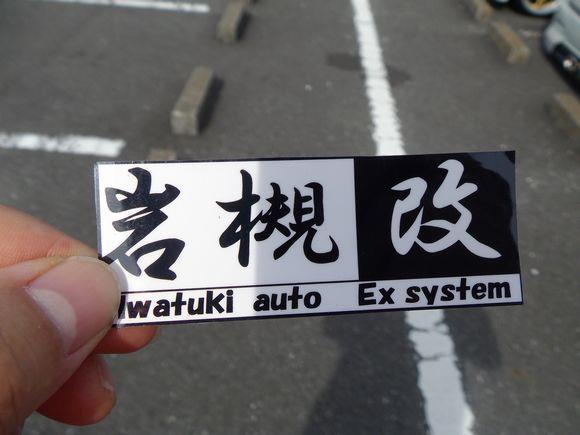 岩槻改
Iwatuki auto Ex system